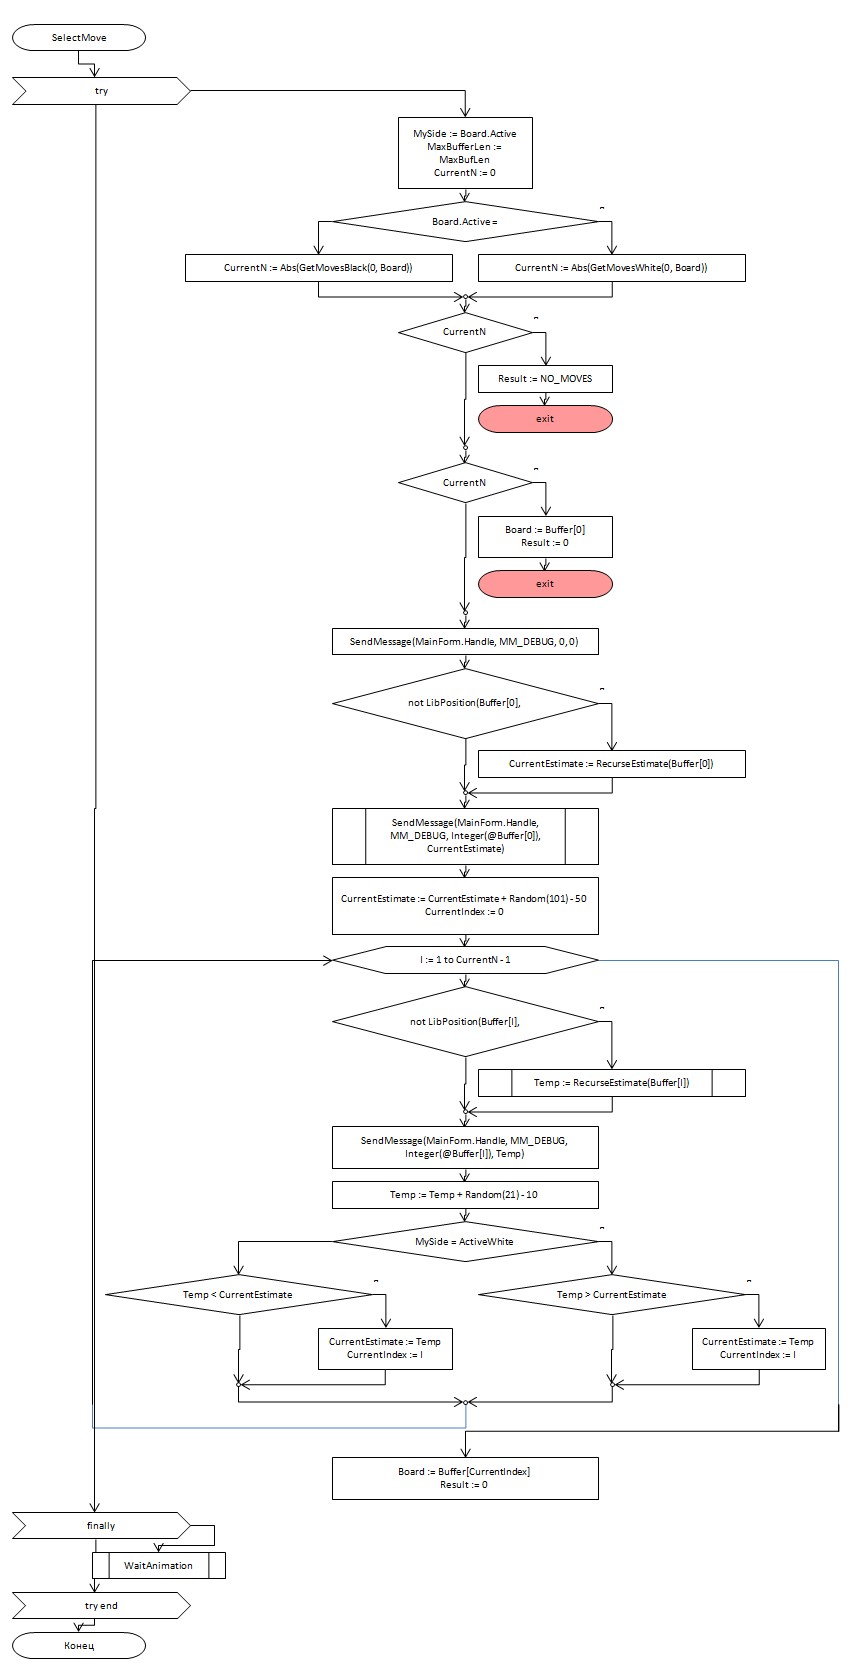 SelectMove
try
MySide := Board.Active
MaxBufferLen :=
MaxBufLen
CurrentN := 0
Board.Active =
CurrentN := Abs(GetMovesBlack(0, Board))
CurrentN := Abs(GetMovesWhite(0, Board))
CurrentN
Result := NO_MOVES
exit
CurrentN
Board := Buffer[0]
Result := 0
exit
SendMessage(MainForm.Handle, MM_DEBUG, 0, 0)
not LibPosition(Buffer[0],
CurrentEstimate := RecurseEstimate(Buffer[0])
SendMessage(MainForm.Handle,
MM_DEBUG, Integer(@Buffer[0]),
CurrentEstimate)
CurrentEstimate := CurrentEstimate + Random(101) - 50
CurrentIndex := 0
I := 1 to CurrentN - 1
not LibPosition(Buffer[I],
Temp := RecurseEstimate(Buffer[I])
SendMessage(MainForm.Handle, MM_DEBUG,
Integer(@Buffer[I]), Temp)
Temp := Temp + Random(21) - 10
MySide = ActiveWhite
Temp < CurrentEstimate
Temp > CurrentEstimate
CurrentEstimate := Temp
CurrentIndex := I
CurrentEstimate := Temp
CurrentIndex := I
Board := Buffer[CurrentIndex]
Result := 0
finally
WaitAnimation
try end
Конец